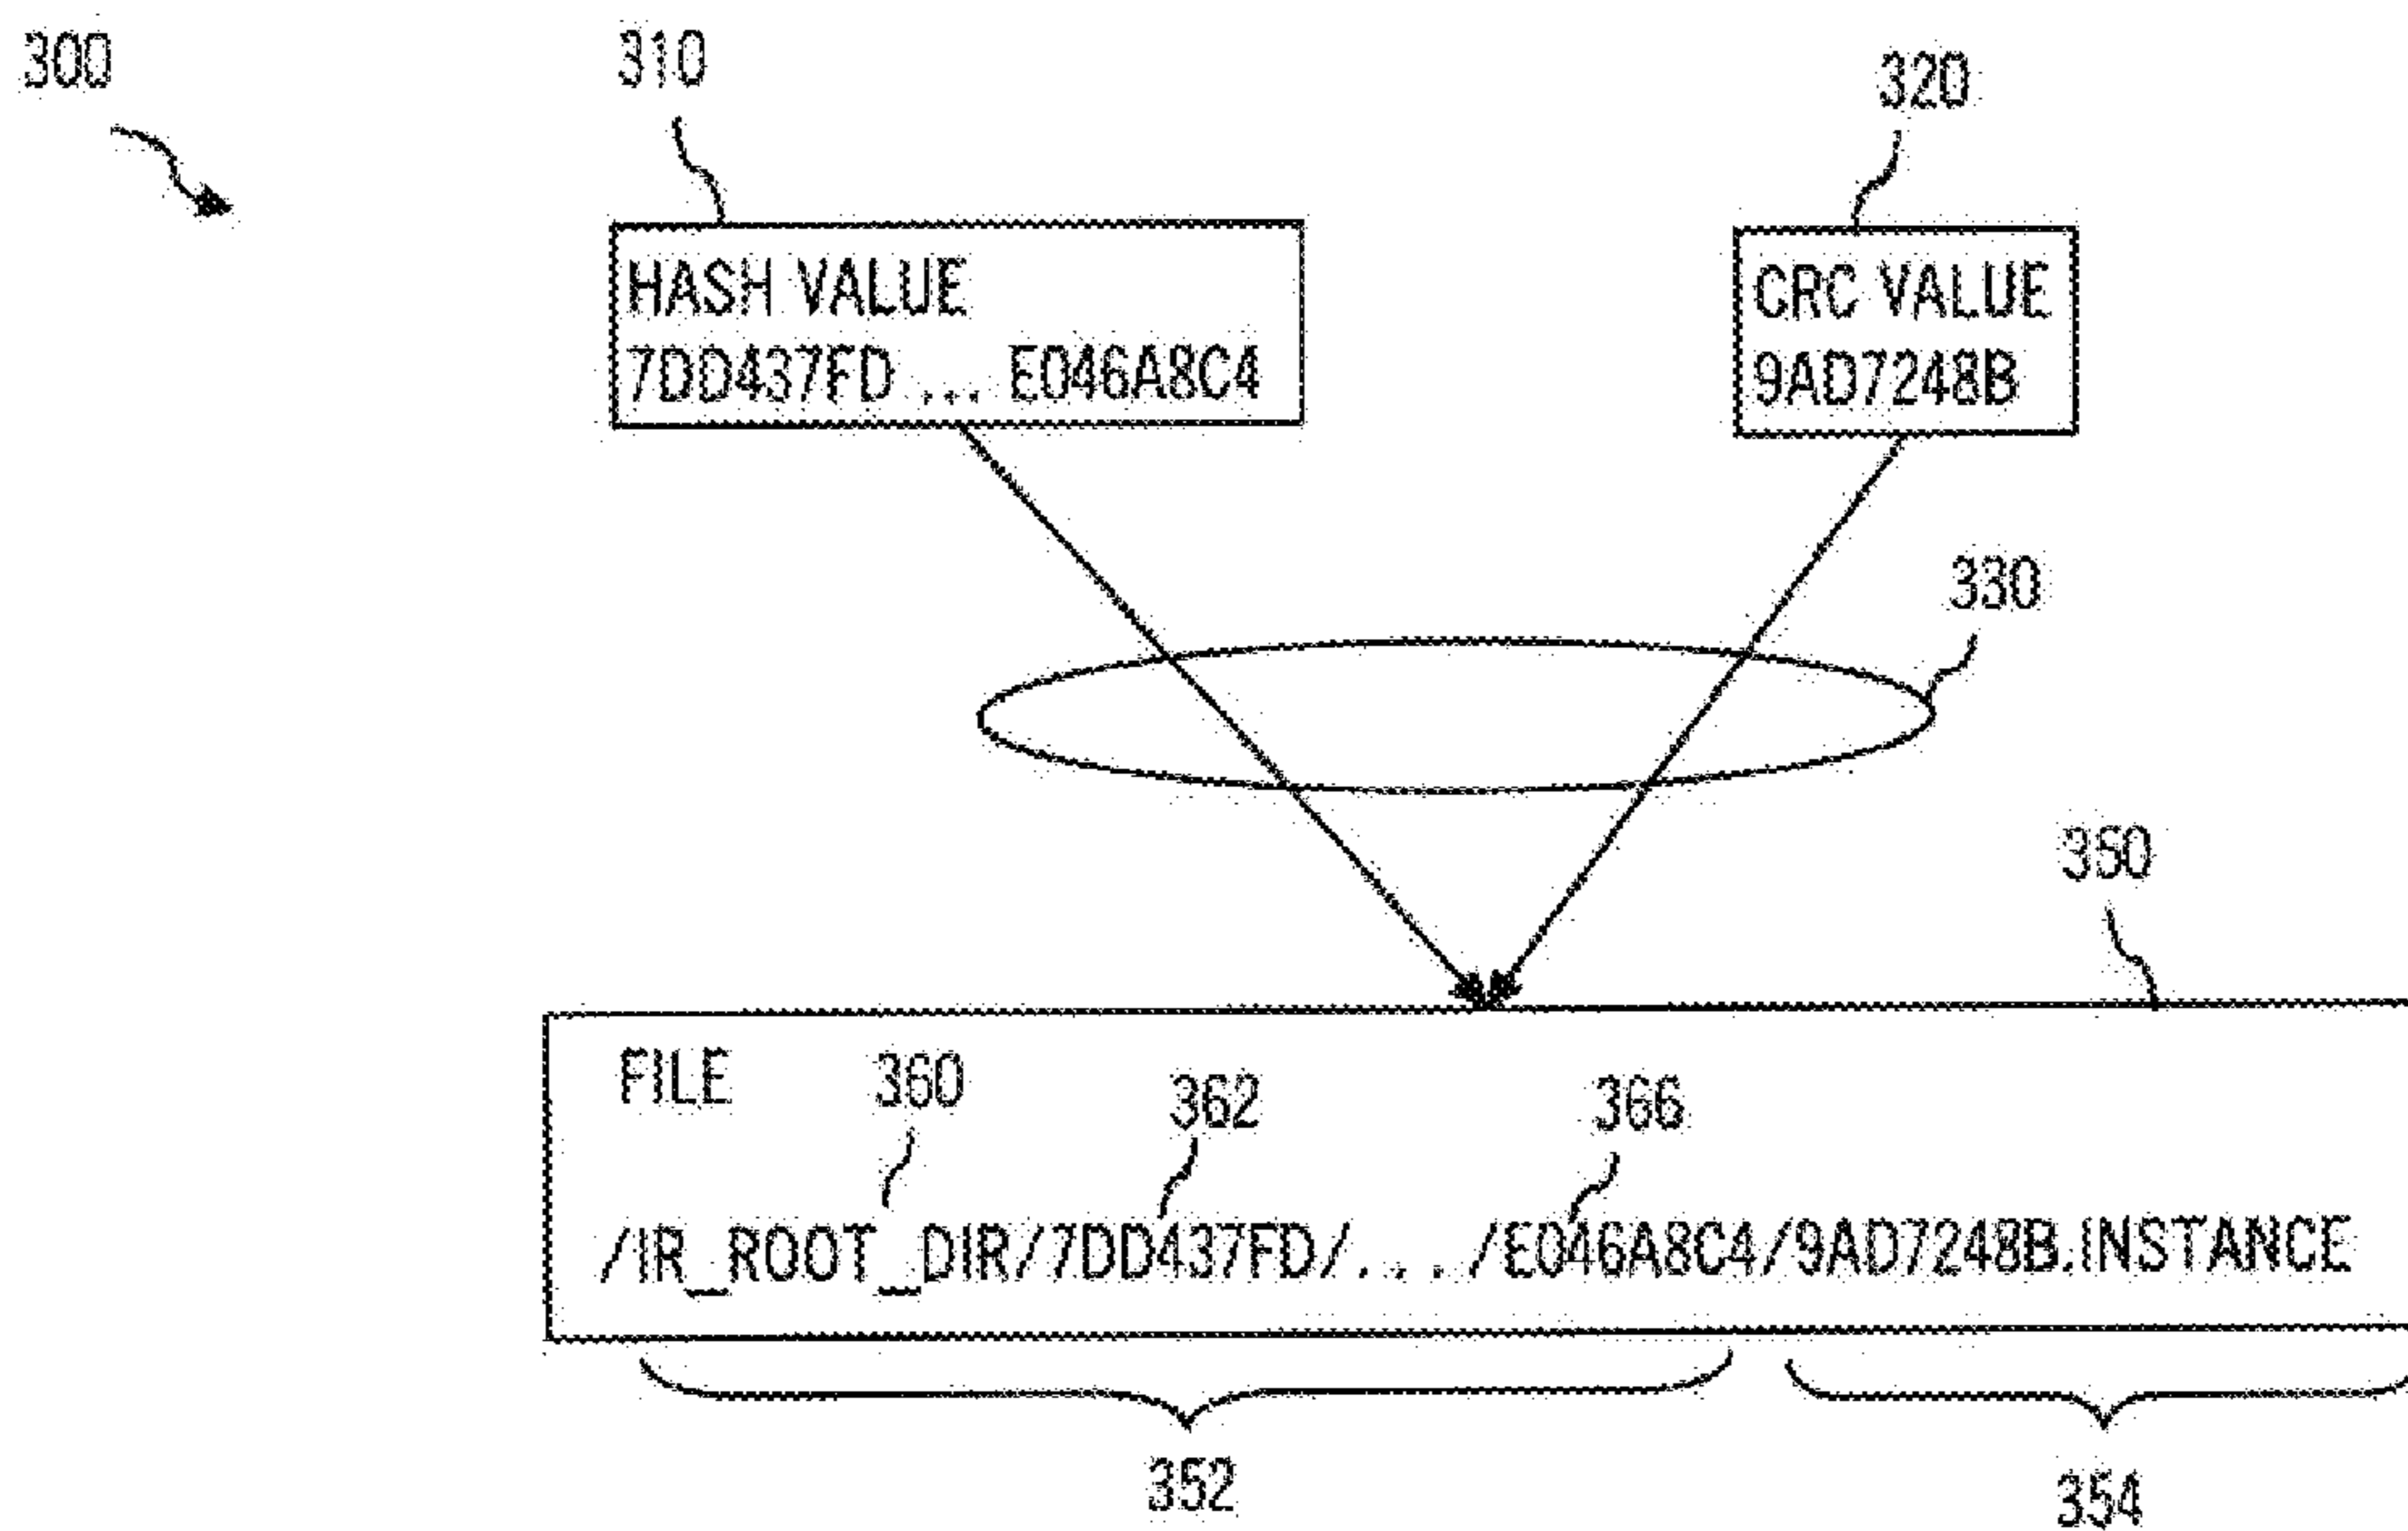 300
310
320
HASH VALUE
7DD437FD ... E046A8C4
CRC VALUE
9AD7248B
330
350
FILE
360
362
366
/IR_ROOT_DIR/7DD437FD/. . . /E046A8C4/9AD7248B.INSTANCE
352
354